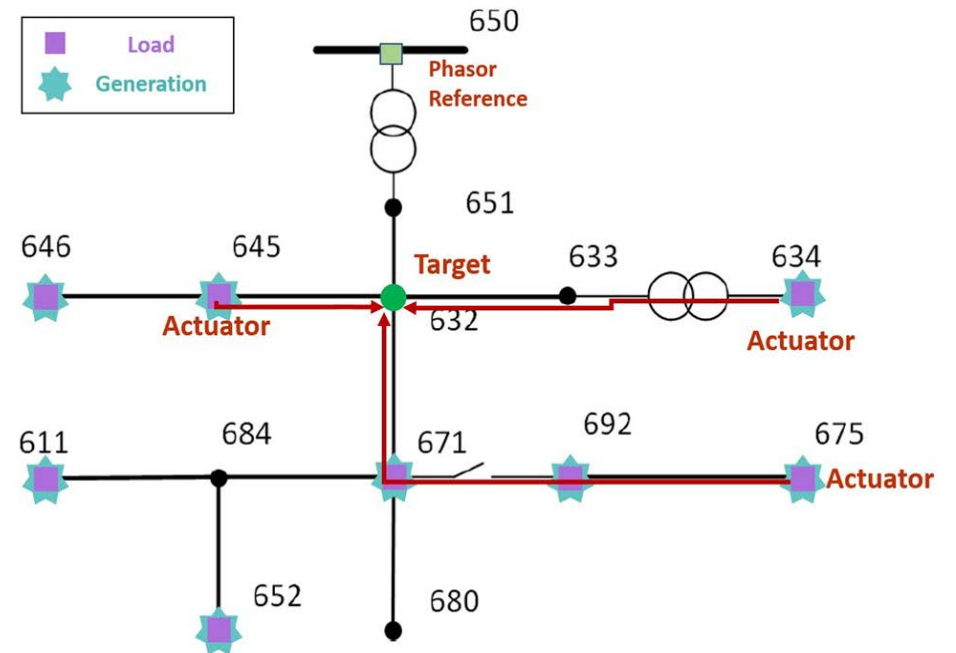 650
Load
Generation
Phasor
Reference
651
646
645
Target
633
634
632
Actuator
Actuator
611
684
671
692
675
Actuator
652
680